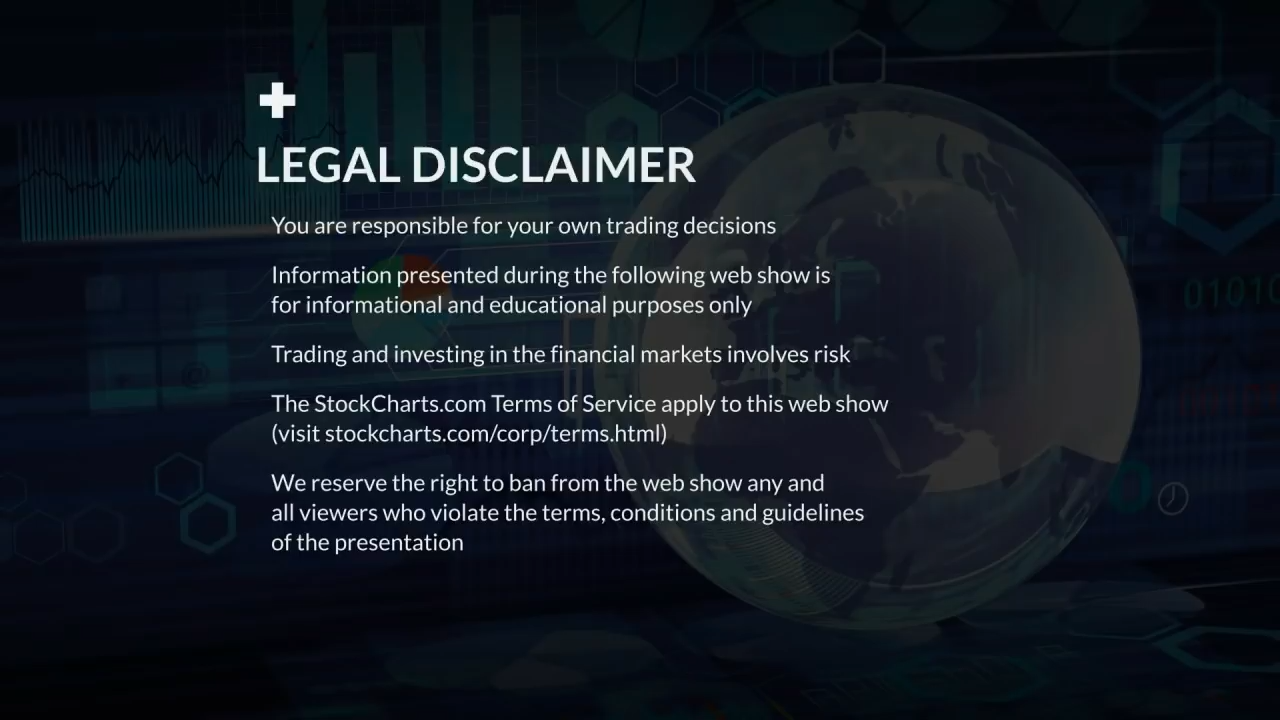 LEGAL DISCLAIMER
You are responsible for your own trading decisions
Information presented during the following web show is
for informational and educational purposes only
Trading and investing in the financial markets involves risk
The StockCharts.com Terms of Service apply to this web show
(visit stockcharts.com/corp/terms.html)
We reserve the right to ban from the web show any and
all viewers who violate the terms, conditions and guidelines
of the presentation
01010